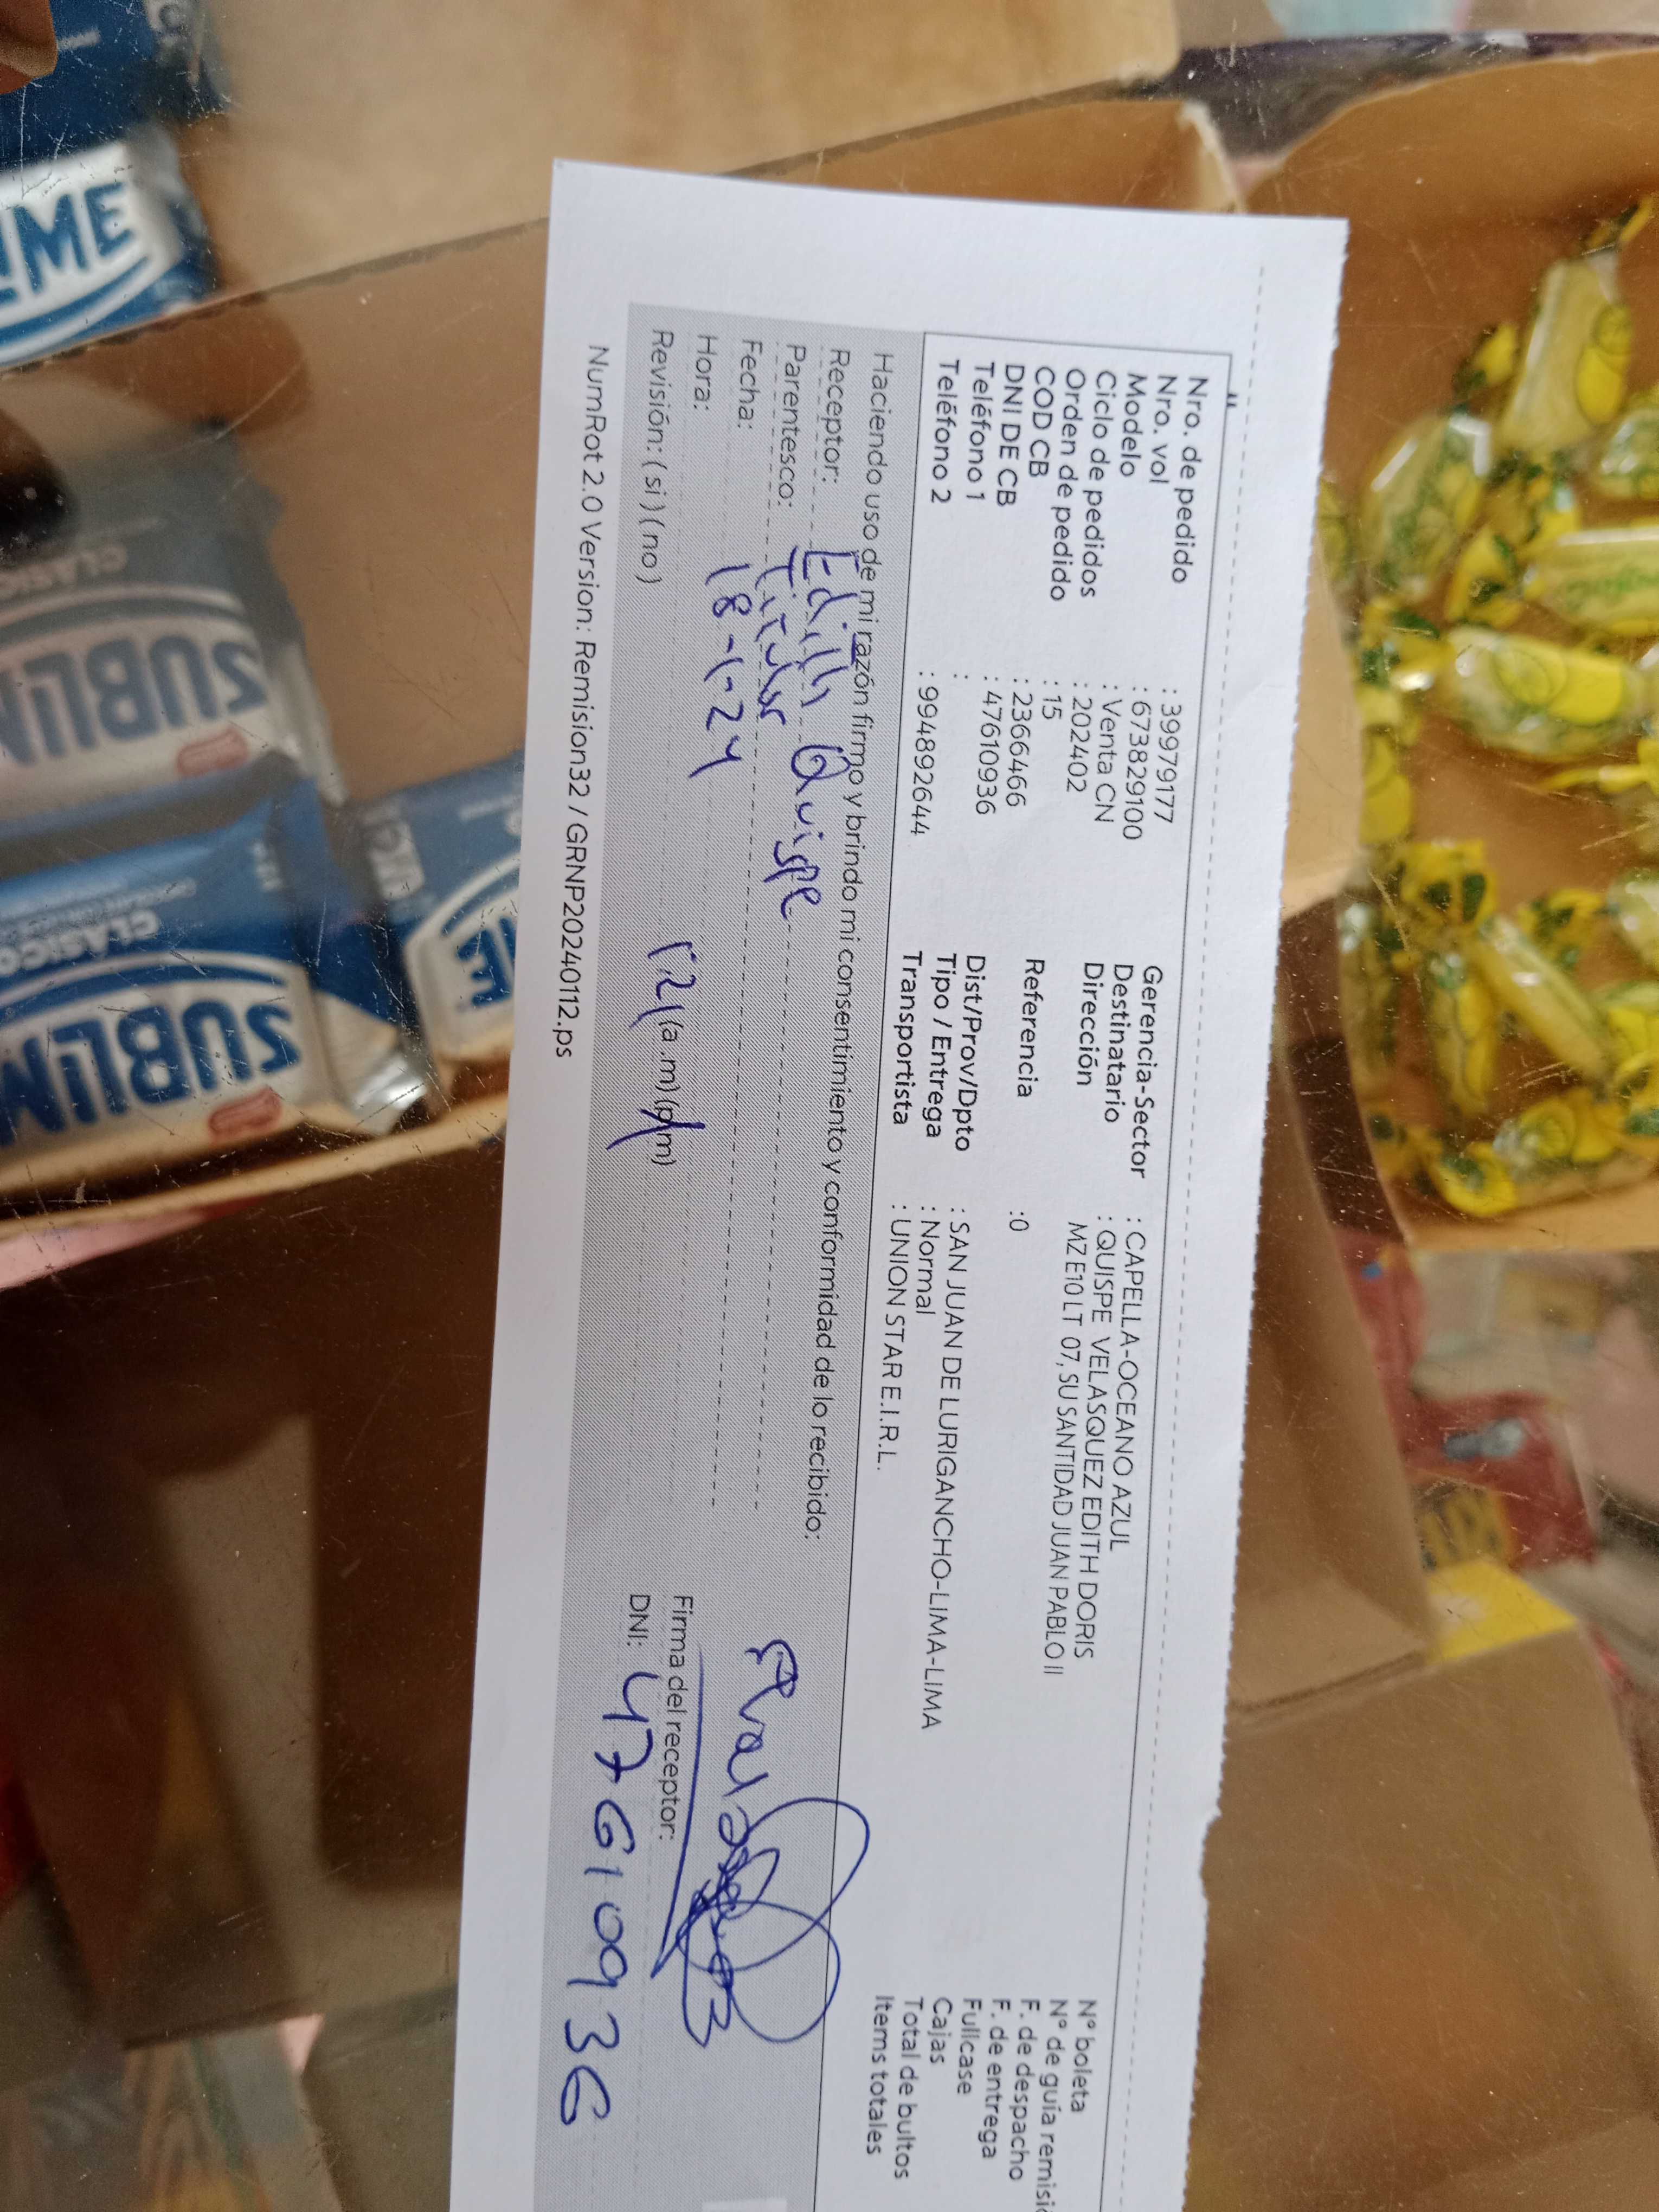 Nro. de pedido : 39979177
Nro. vol : 673829100
Modelo : Venta CN
Ciclo de pedidos : 202402
Orden de pedido : 15
COD CB : 2366466
DNI DE CB : 47610936
Teléfono 1 :
Teléfono 2 : 994892644
Gerencia-Sector : CAPELLA-OCEANO AZUL
Destinatario : QUISPE VELASQUEZ EDITH DORIS
Dirección MZ E10 LT 07, SU SANTIDAD JUAN PABLO II
Referencia :0
Dist/Prov/Dpto : SAN JUAN DE LURIGANCHO-LIMA-LIMA
Tipo / Entrega : Normal
Transportista : UNION STAR E.I.R.L.
N° boleta
N° de guía remisi
F. de despacho
F. de entrega
Fullcase
Cajas
Total de bultos
Items totales
Haciendo uso de mi razón firmo y brindo mi consentimiento y conformidad de lo recibido:
Receptor: Edith Quispe
Parentesco: Titular
Fecha: 18-1-24
Hora: (a.m) (p.m)
Revisión: ( si ) ( no )
Firma del receptor:
DNI: 47610936
NumRot 2.0 Version: Remision32 / GRNP20240112.ps
SUBLIM
CLÁSICO
SUBLIM
CLÁSICO